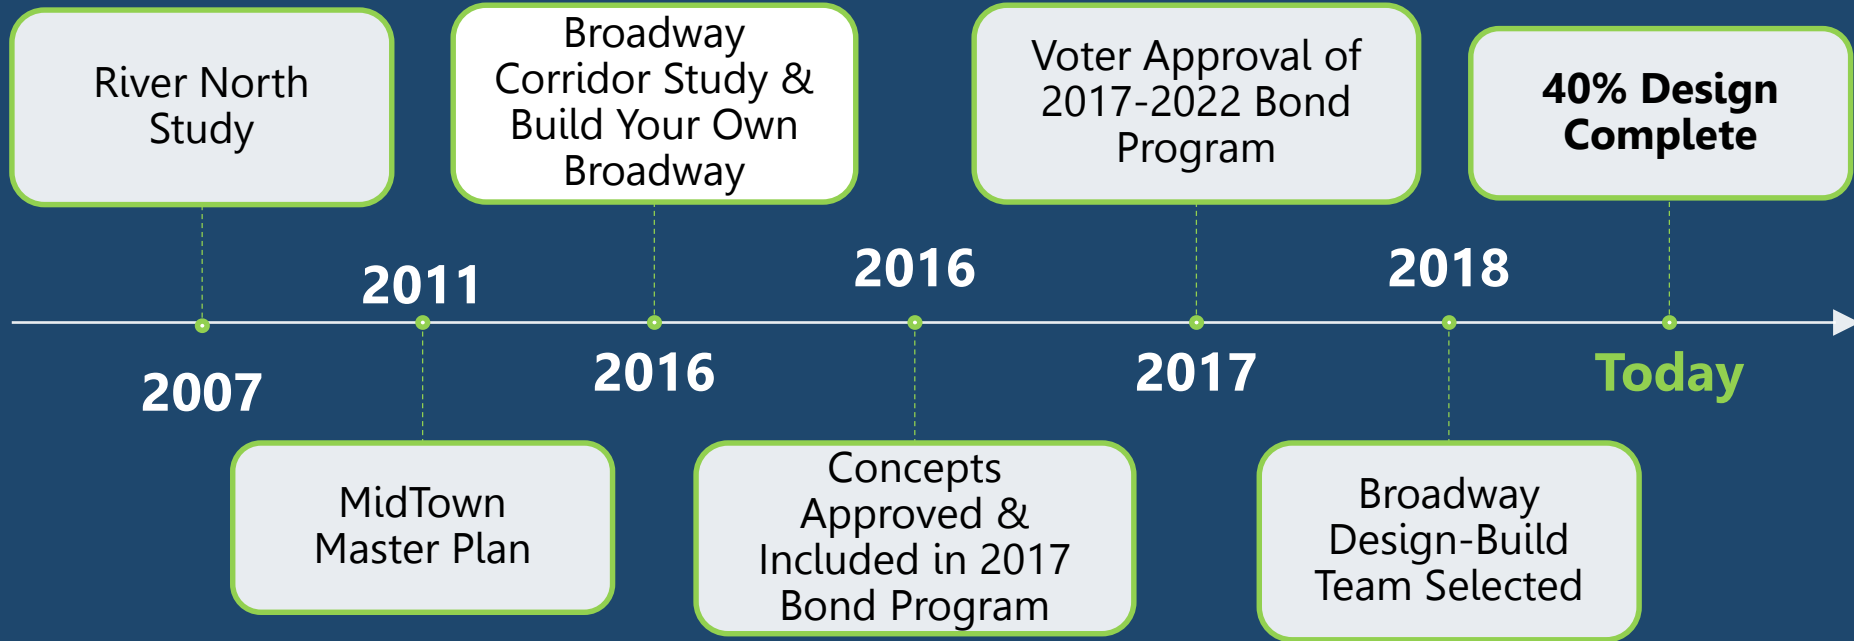 River North
Study
2007
2011
MidTown
Master Plan
Broadway
Corridor Study &
Build Your Own
Broadway
2016
2016
Concepts
Approved &
Included in 2017
Bond Program
Voter Approval of
2017-2022 Bond
Program
2017
2018
Broadway
Design-Build
Team Selected
40% Design
Complete
Today